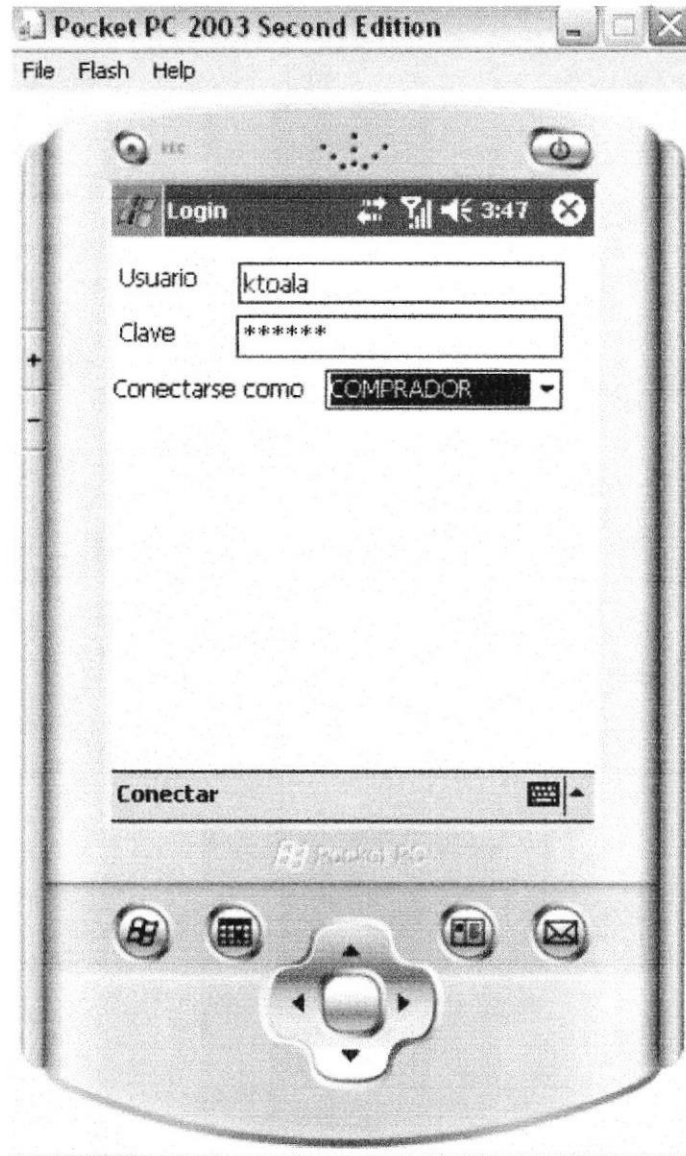 Pocket PC 2003 Second Edition
File Flash Help
REC
Login 3:47
Usuario ktoala
Clave ******
Conectarse como COMPRADOR
Conectar
Pocket PC